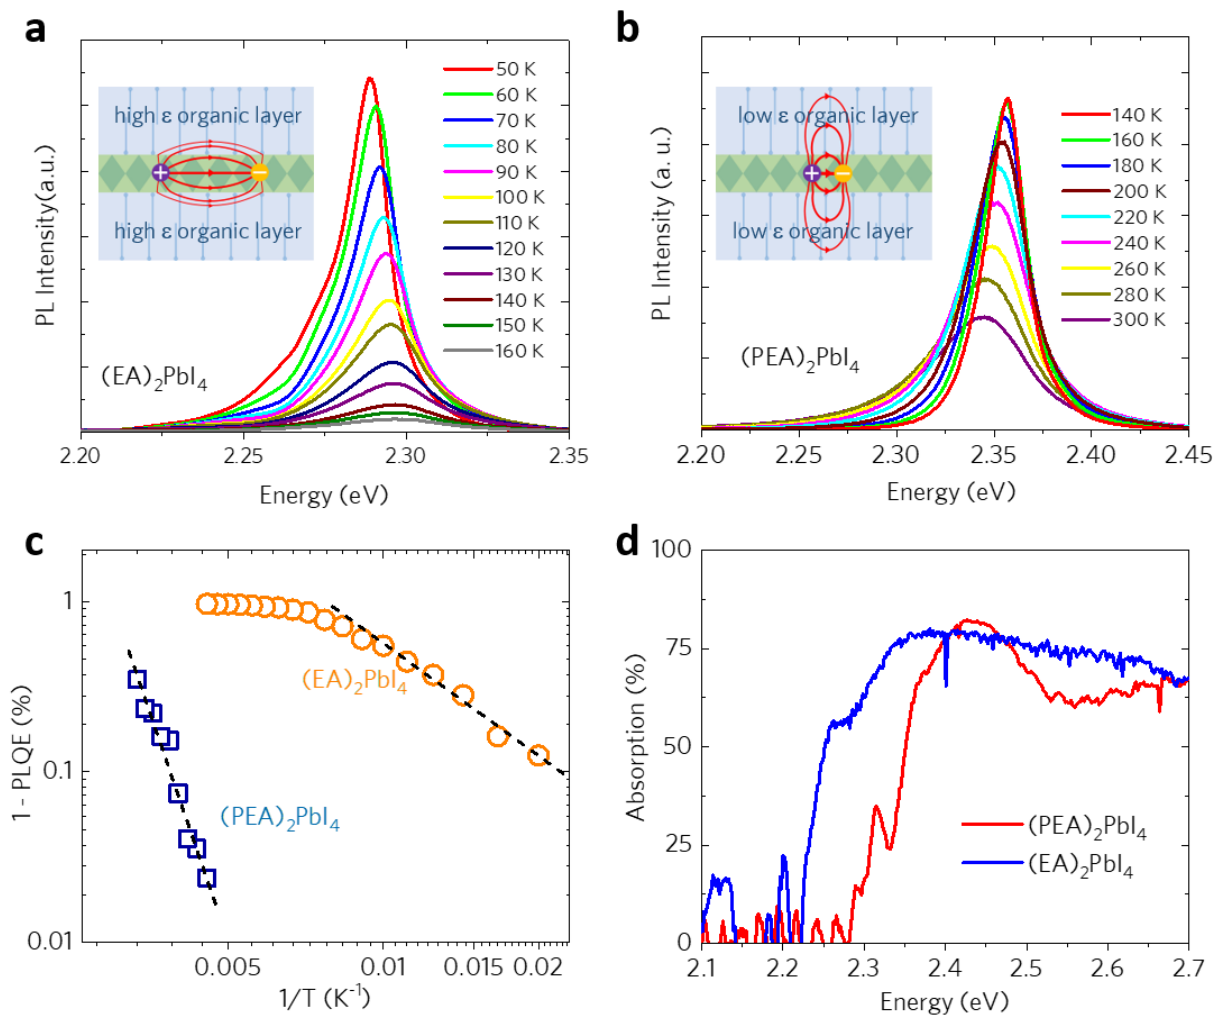 a
PL Intensity(a.u.)
high ε organic layer
+
−
high ε organic layer
(EA)₂PbI₄
50 K
60 K
70 K
80 K
90 K
100 K
110 K
120 K
130 K
140 K
150 K
160 K
2.20 2.25 2.30 2.35
Energy (eV)
b
PL Intensity (a. u.)
low ε organic layer
+
−
low ε organic layer
(PEA)₂PbI₄
140 K
160 K
180 K
200 K
220 K
240 K
260 K
280 K
300 K
2.20 2.25 2.30 2.35 2.40 2.45
Energy (eV)
c
1 - PLQE (%)
1
0.1
0.01
(EA)₂PbI₄
(PEA)₂PbI₄
0.005 0.01 0.015 0.02
1/T (K⁻¹)
d
Absorption (%)
100
75
50
25
0
(PEA)₂PbI₄
(EA)₂PbI₄
2.1 2.2 2.3 2.4 2.5 2.6 2.7
Energy (eV)